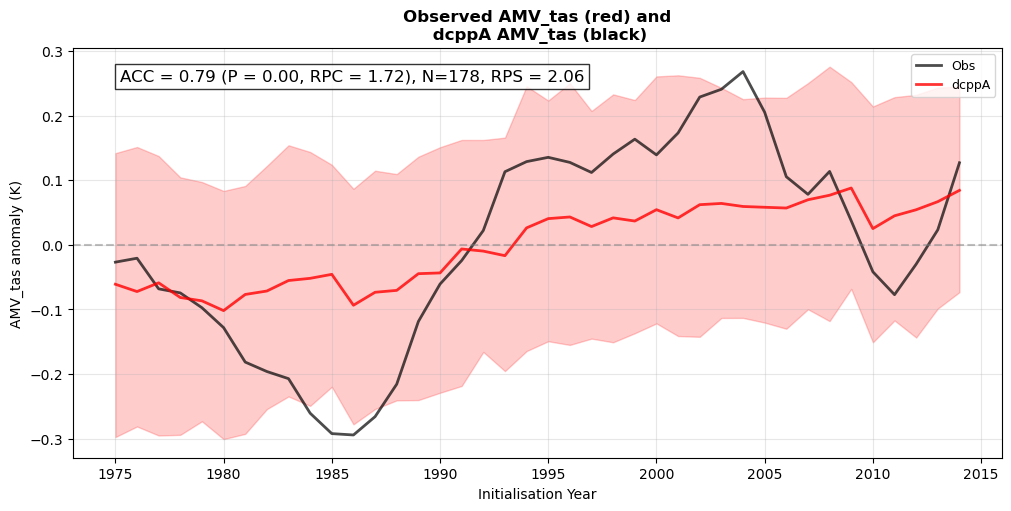 Observed AMV_tas (red) and
dcppA AMV_tas (black)
ACC = 0.79 (P = 0.00, RPC = 1.72), N=178, RPS = 2.06
Obs
dcppA
AMV_tas anomaly (K)
0.3
0.2
0.1
0.0
−0.1
−0.2
−0.3
1975 1980 1985 1990 1995 2000 2005 2010 2015
Initialisation Year